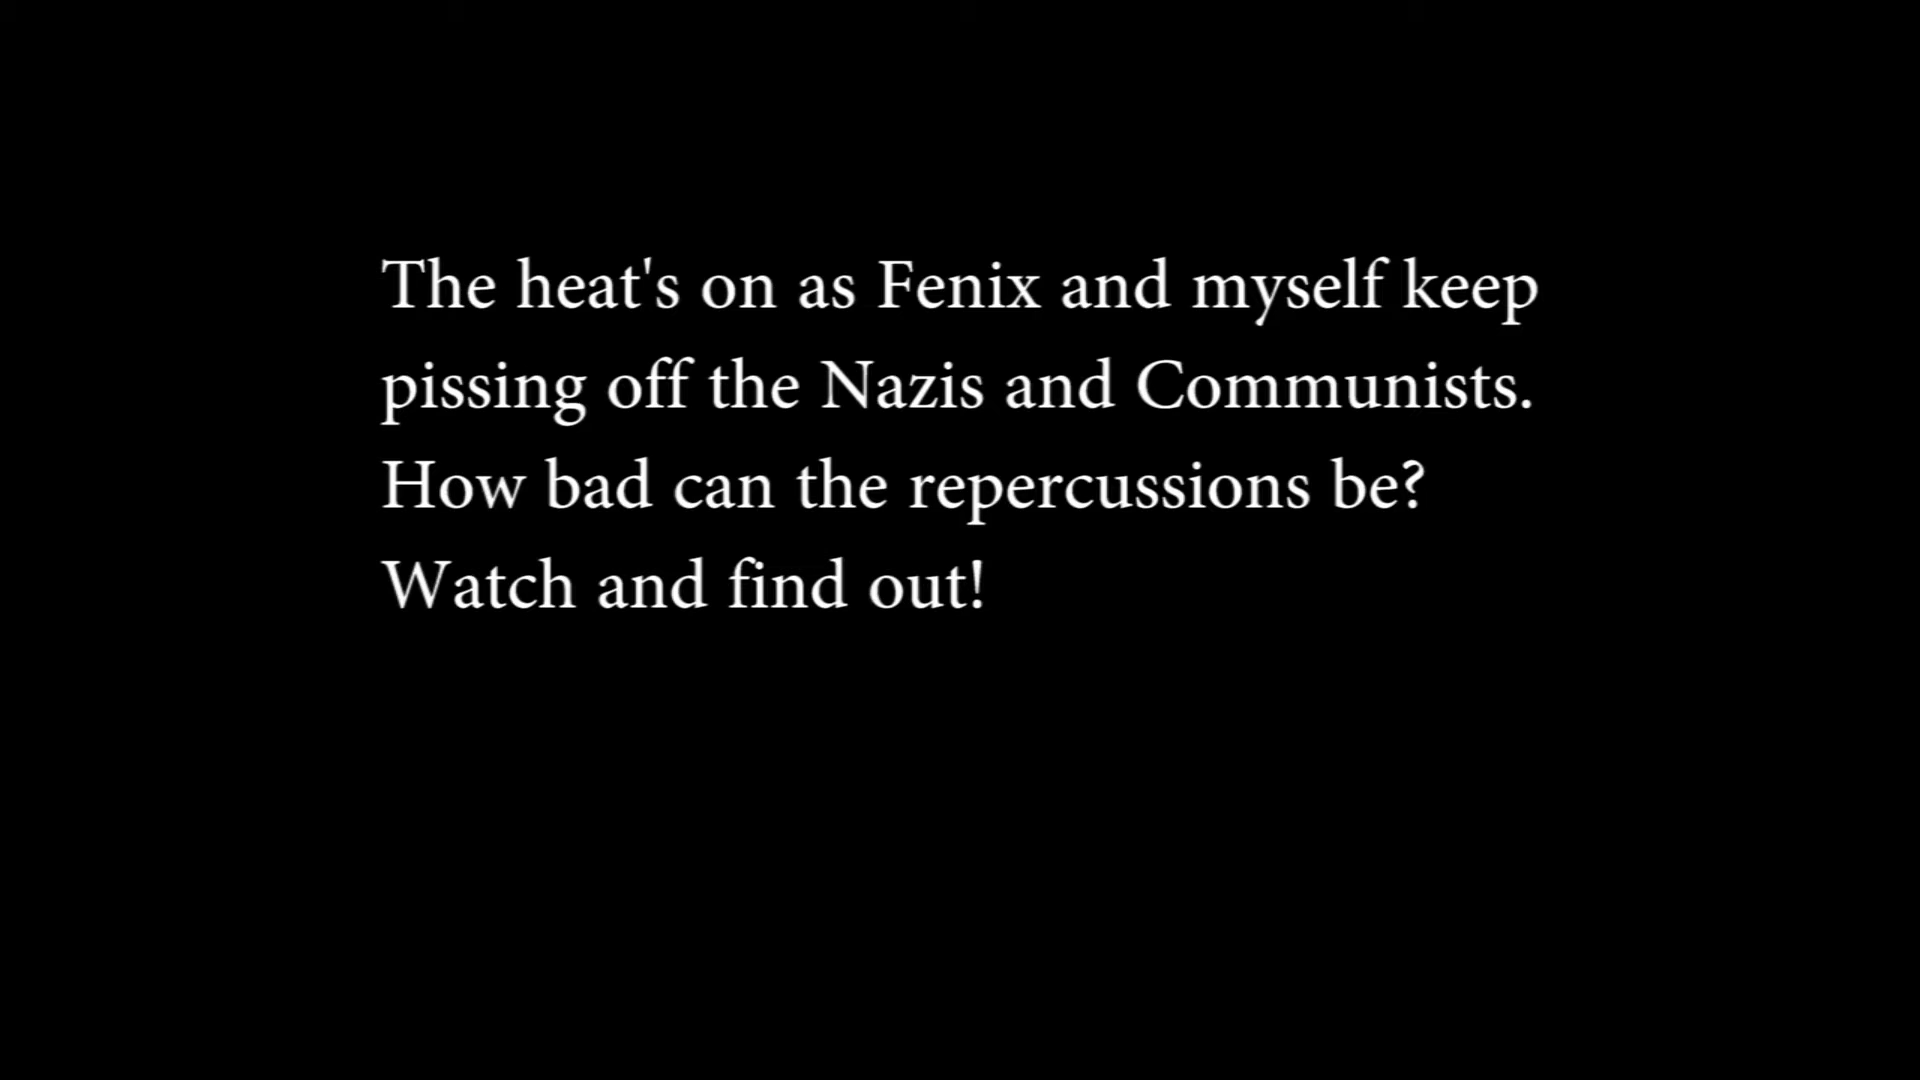 The heat's on as Fenix and myself keep
pissing off the Nazis and Communists.
How bad can the repercussions be?
Watch and find out!